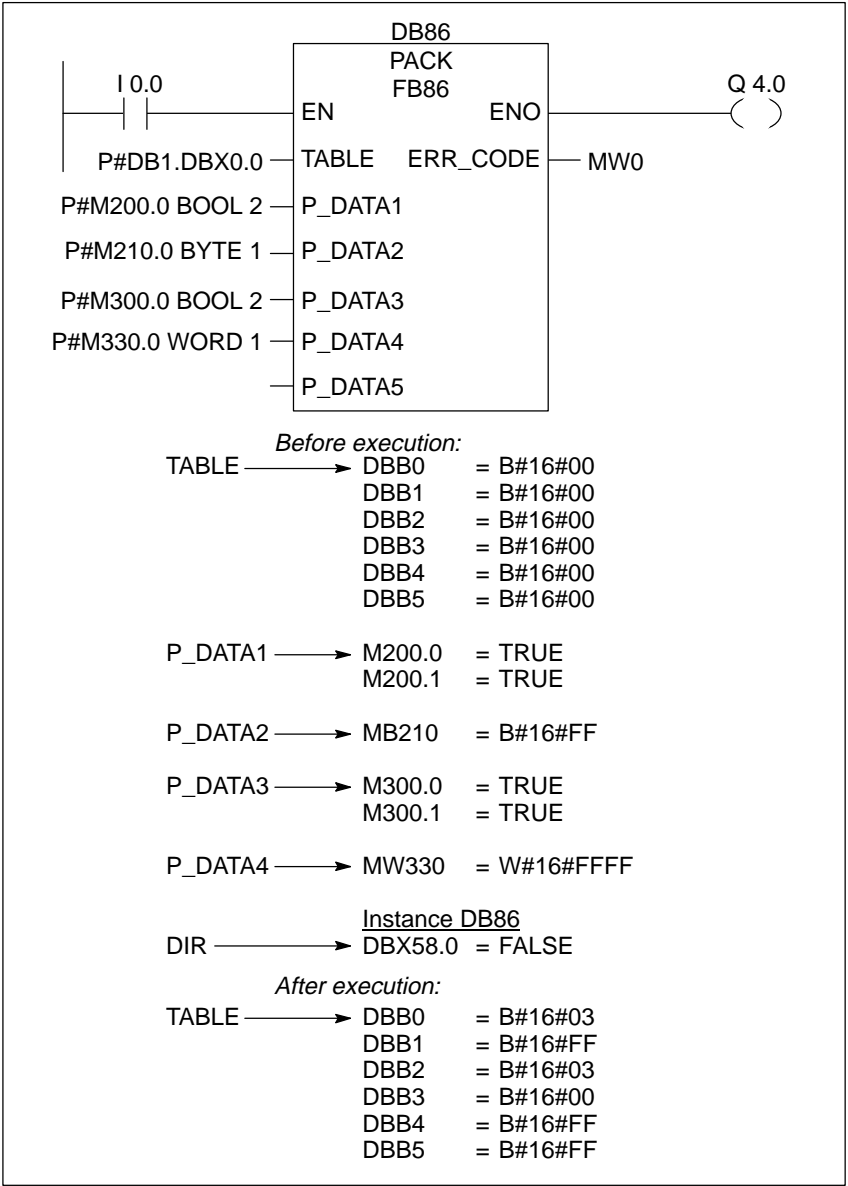 DB86
PACK
FB86
I 0.0
Q 4.0
EN ENO
P#DB1.DBX0.0 TABLE ERR_CODE MW0
P#M200.0 BOOL 2 P_DATA1
P#M210.0 BYTE 1 P_DATA2
P#M300.0 BOOL 2 P_DATA3
P#M330.0 WORD 1 P_DATA4
P_DATA5
Before execution:
TABLE DBB0 = B#16#00
DBB1 = B#16#00
DBB2 = B#16#00
DBB3 = B#16#00
DBB4 = B#16#00
DBB5 = B#16#00
P_DATA1 M200.0 = TRUE
M200.1 = TRUE
P_DATA2 MB210 = B#16#FF
P_DATA3 M300.0 = TRUE
M300.1 = TRUE
P_DATA4 MW330 = W#16#FFFF
Instance DB86
DIR DBX58.0 = FALSE
After execution:
TABLE DBB0 = B#16#03
DBB1 = B#16#FF
DBB2 = B#16#03
DBB3 = B#16#00
DBB4 = B#16#FF
DBB5 = B#16#FF